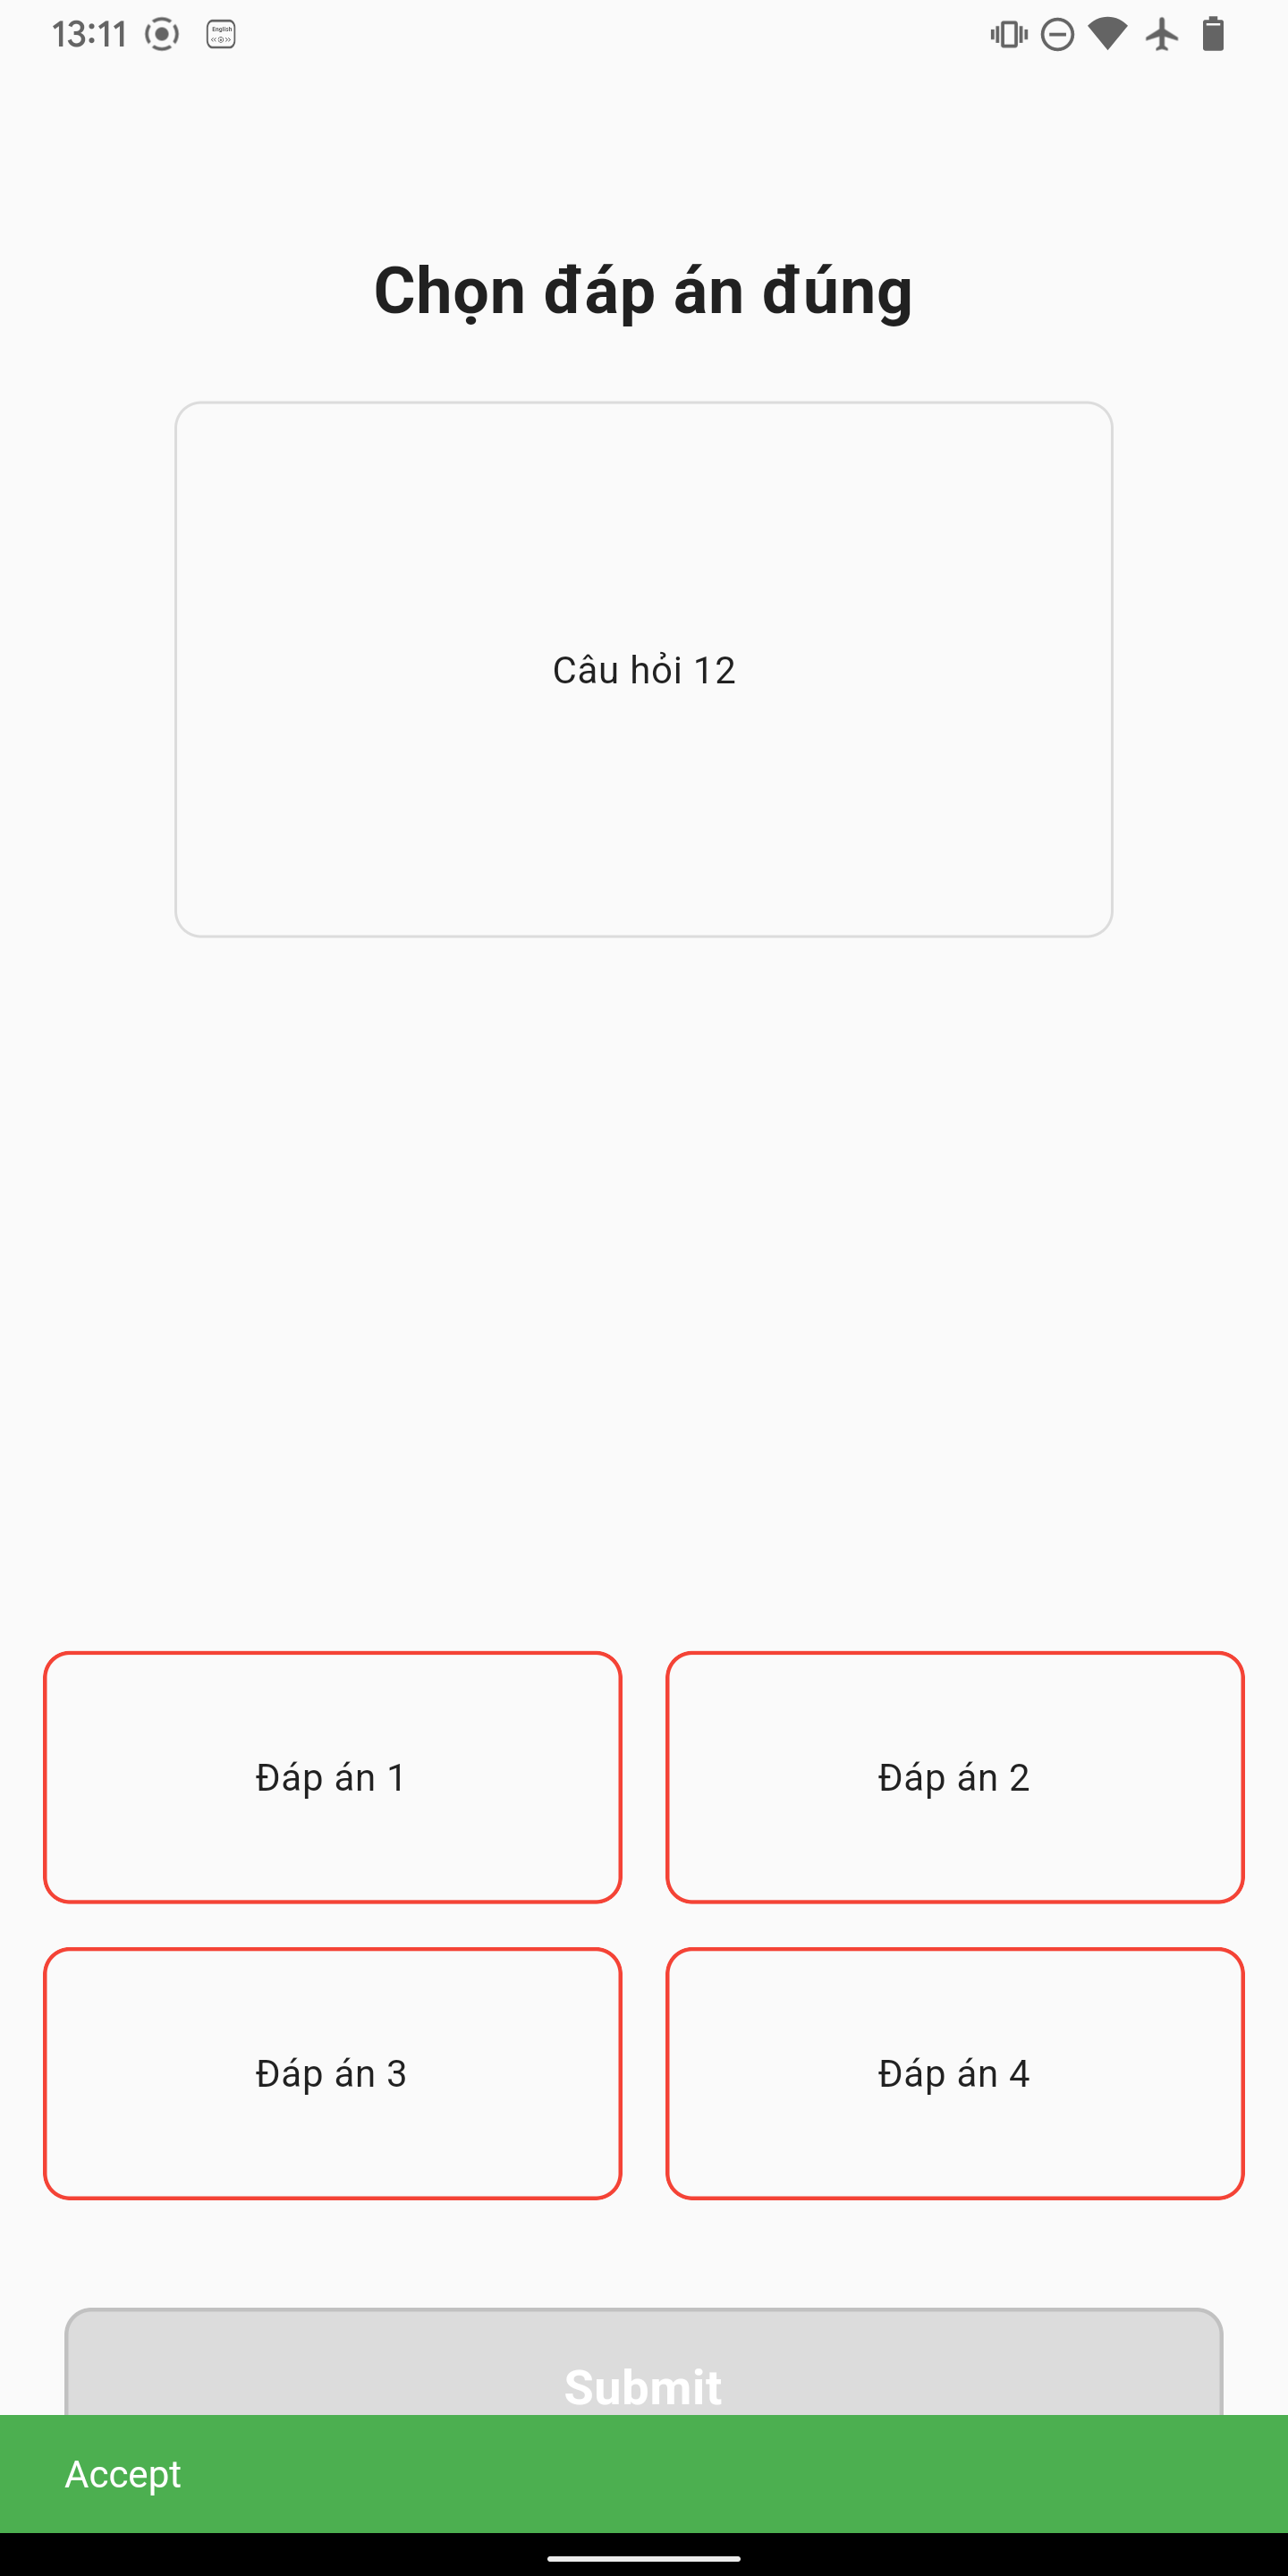 13:11
English
Chọn đáp án đúng
Câu hỏi 12
Đáp án 1
Đáp án 2
Đáp án 3
Đáp án 4
Submit
Accept